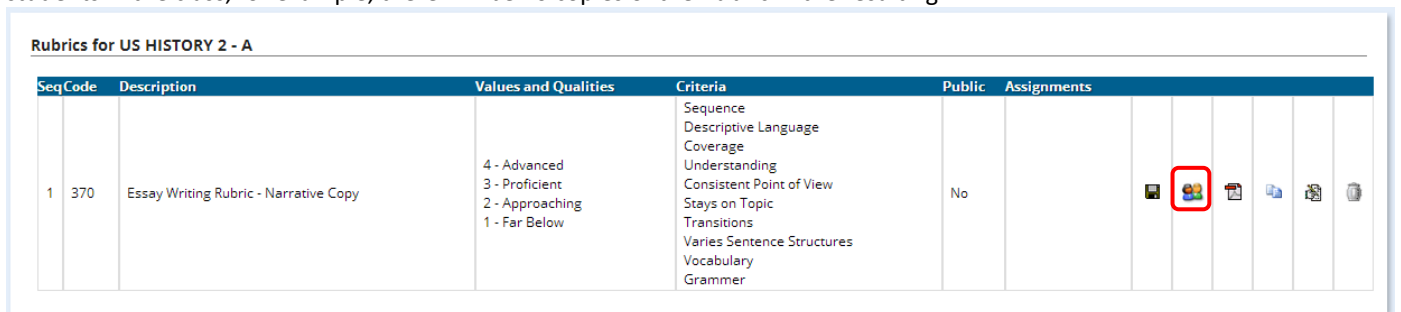 Rubrics for US HISTORY 2 - A
Seq Code Description Values and Qualities Criteria Public Assignments
Sequence
Descriptive Language
Coverage
4 - Advanced Understanding
3 - Proficient Consistent Point of View
1 370 Essay Writing Rubric - Narrative Copy No
2 - Approaching Stays on Topic
1 - Far Below Transitions
Varies Sentence Structures
Vocabulary
Grammer